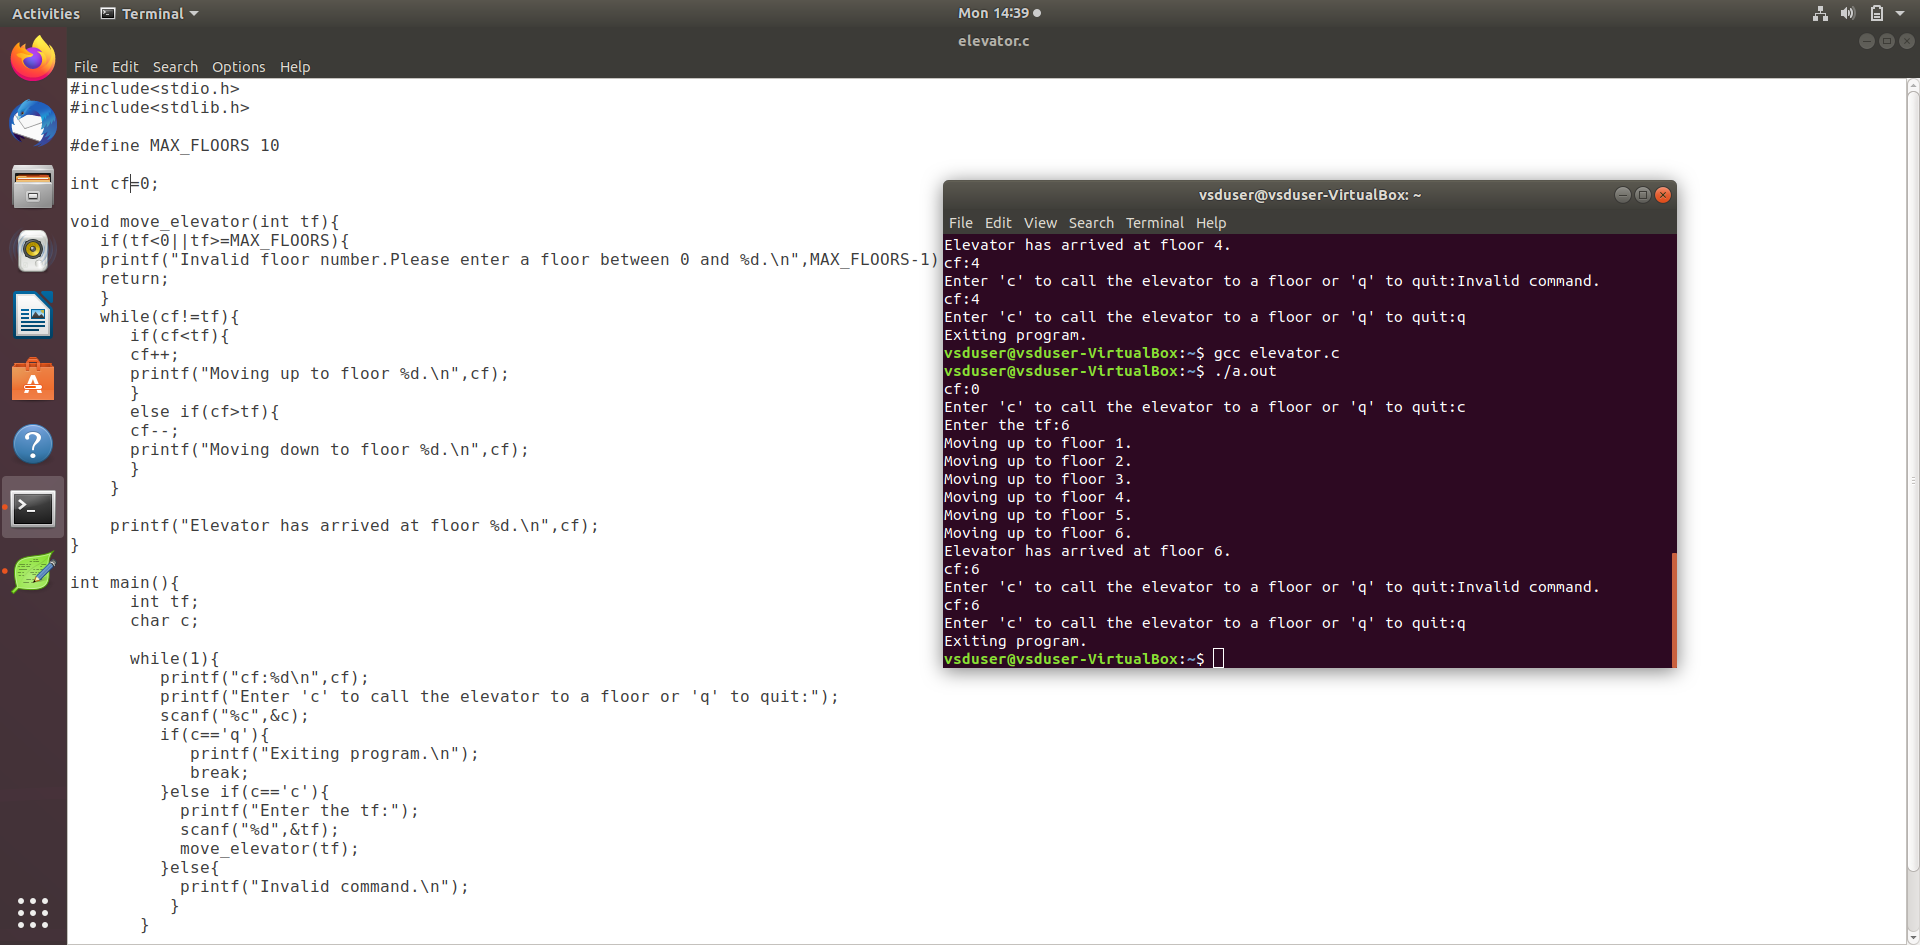 Activities
Terminal
Mon 14:39
elevator.c
File Edit Search Options Help
#include<stdio.h>
#include<stdlib.h>
#define MAX_FLOORS 10
int cf=0;
void move_elevator(int tf){
if(tf<0||tf>=MAX_FLOORS){
printf("Invalid floor number.Please enter a floor between 0 and %d.\n",MAX_FLOORS-1)
return;
}
while(cf!=tf){
if(cf<tf){
cf++;
printf("Moving up to floor %d.\n",cf);
}
else if(cf>tf){
cf--;
printf("Moving down to floor %d.\n",cf);
}
}
printf("Elevator has arrived at floor %d.\n",cf);
}
int main(){
int tf;
char c;
while(1){
printf("cf:%d\n",cf);
printf("Enter 'c' to call the elevator to a floor or 'q' to quit:");
scanf("%c",&c);
if(c=='q'){
printf("Exiting program.\n");
break;
}else if(c=='c'){
printf("Enter the tf:");
scanf("%d",&tf);
move_elevator(tf);
}else{
printf("Invalid command.\n");
}
}
vsduser@vsduser-VirtualBox: ~
File Edit View Search Terminal Help
Elevator has arrived at floor 4.
cf:4
Enter 'c' to call the elevator to a floor or 'q' to quit:Invalid command.
cf:4
Enter 'c' to call the elevator to a floor or 'q' to quit:q
Exiting program.
vsduser@vsduser-VirtualBox:~$ gcc elevator.c
vsduser@vsduser-VirtualBox:~$ ./a.out
cf:0
Enter 'c' to call the elevator to a floor or 'q' to quit:c
Enter the tf:6
Moving up to floor 1.
Moving up to floor 2.
Moving up to floor 3.
Moving up to floor 4.
Moving up to floor 5.
Moving up to floor 6.
Elevator has arrived at floor 6.
cf:6
Enter 'c' to call the elevator to a floor or 'q' to quit:Invalid command.
cf:6
Enter 'c' to call the elevator to a floor or 'q' to quit:q
Exiting program.
vsduser@vsduser-VirtualBox:~$